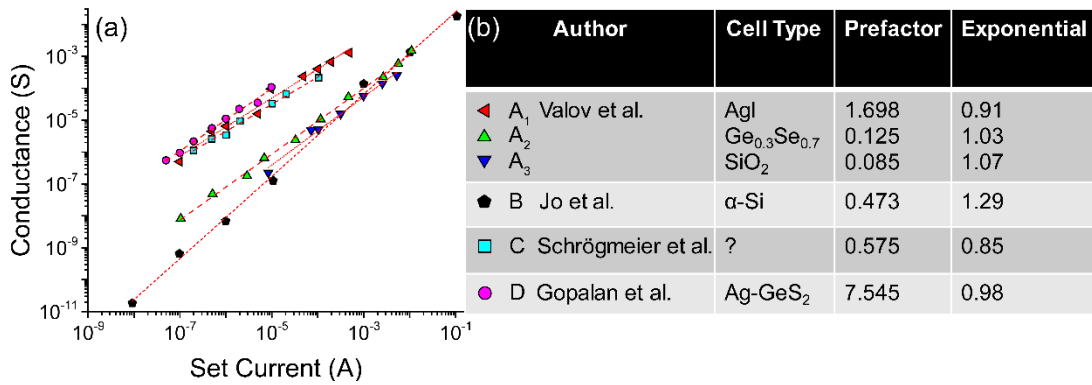 (a)
10⁻³
10⁻⁵
10⁻⁷
10⁻⁹
10⁻¹¹
Conductance (S)
10⁻⁹ 10⁻⁷ 10⁻⁵ 10⁻³ 10⁻¹
Set Current (A)
(b) Author Cell Type Prefactor Exponential
A₁ Valov et al. AgI 1.698 0.91
A₂ Ge₀.₃Se₀.₇ 0.125 1.03
A₃ SiO₂ 0.085 1.07
B Jo et al. α-Si 0.473 1.29
C Schrögmeier et al. ? 0.575 0.85
D Gopalan et al. Ag-GeS₂ 7.545 0.98